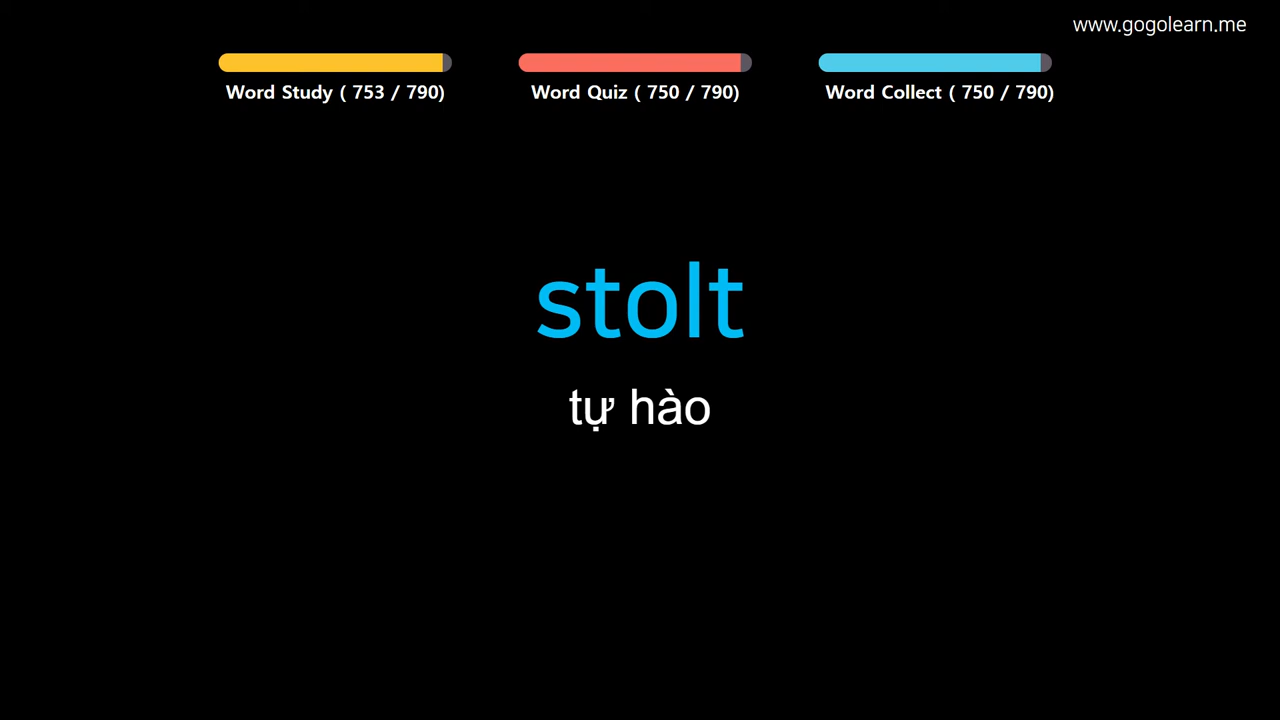 www.gogolearn.me
Word Study ( 753 / 790)
Word Quiz ( 750 / 790)
Word Collect ( 750 / 790)
stolt
tự hào